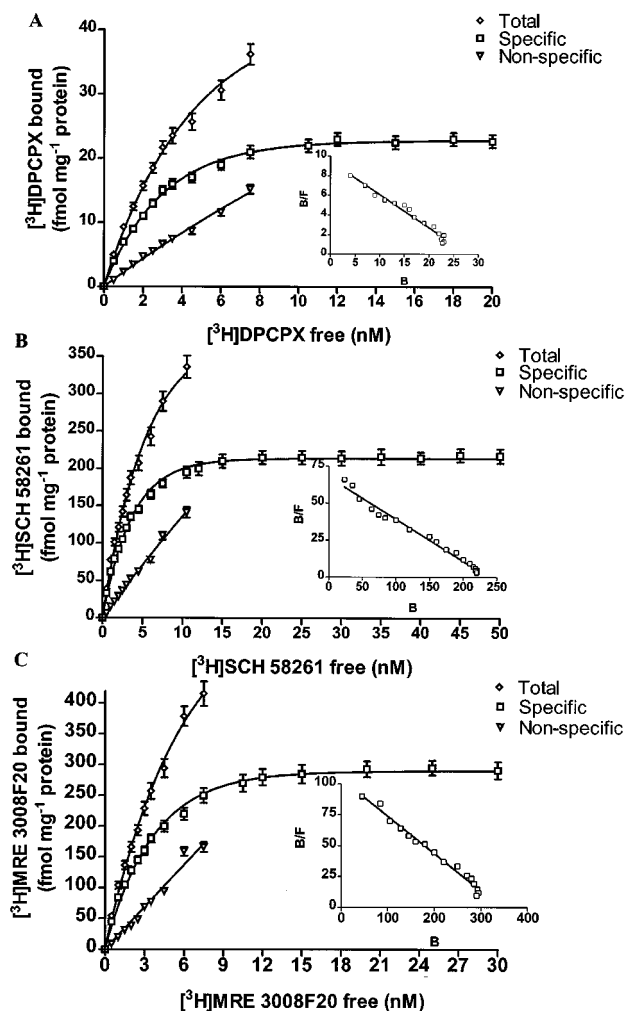 A
Total
Specific
Non-specific
[³H]DPCPX bound
(fmol mg⁻¹ protein)
40
30
20
10
0
0 2 4 6 8 10 12 14 16 18 20
[³H]DPCPX free (nM)
B/F
10
8
6
4
2
0
0 5 10 15 20 25 30
B
B
Total
Specific
Non-specific
[³H]SCH 58261 bound
(fmol mg⁻¹ protein)
350
300
250
200
150
100
50
0
0 5 10 15 20 25 30 35 40 45 50
[³H]SCH 58261 free (nM)
B/F
75
50
25
0
0 50 100 150 200 250
B
C
Total
Specific
Non-specific
[³H]MRE 3008F20 bound
(fmol mg⁻¹ protein)
400
350
300
250
200
150
100
50
0
0 3 6 9 12 15 18 21 24 27 30
[³H]MRE 3008F20 free (nM)
B/F
100
75
50
25
0
0 100 200 300 400
B